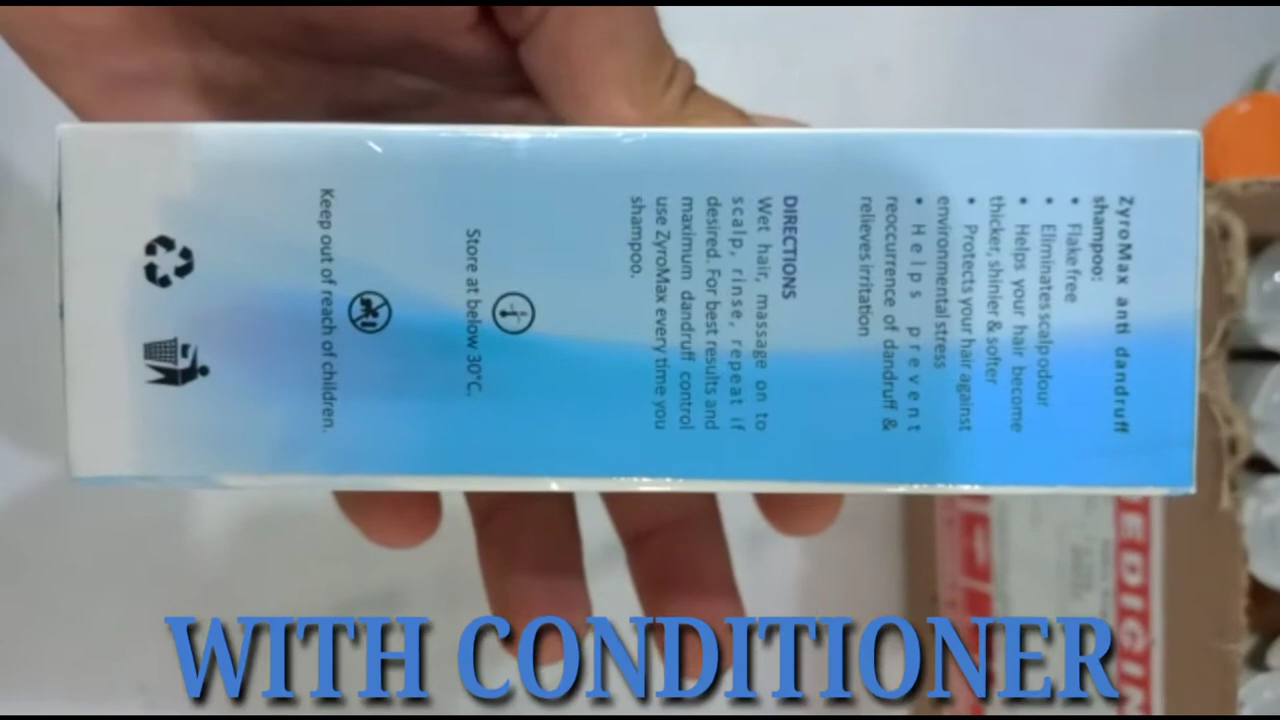 ZyroMax anti dandruff
shampoo:
• Flake free
• Eliminates scalp odour
• Helps your hair become
thicker, shinier & softer
• Protects your hair against
environmental stress
• Helps prevent
reoccurrence of dandruff &
relieves irritation
DIRECTIONS
Wet hair, massage on to
scalp, rinse, repeat if
desired. For best results and
maximum dandruff control
use ZyroMax every time you
shampoo.
Store at below 30°C.
Keep out of reach of children.
EDICIN
WITH CONDITIONER